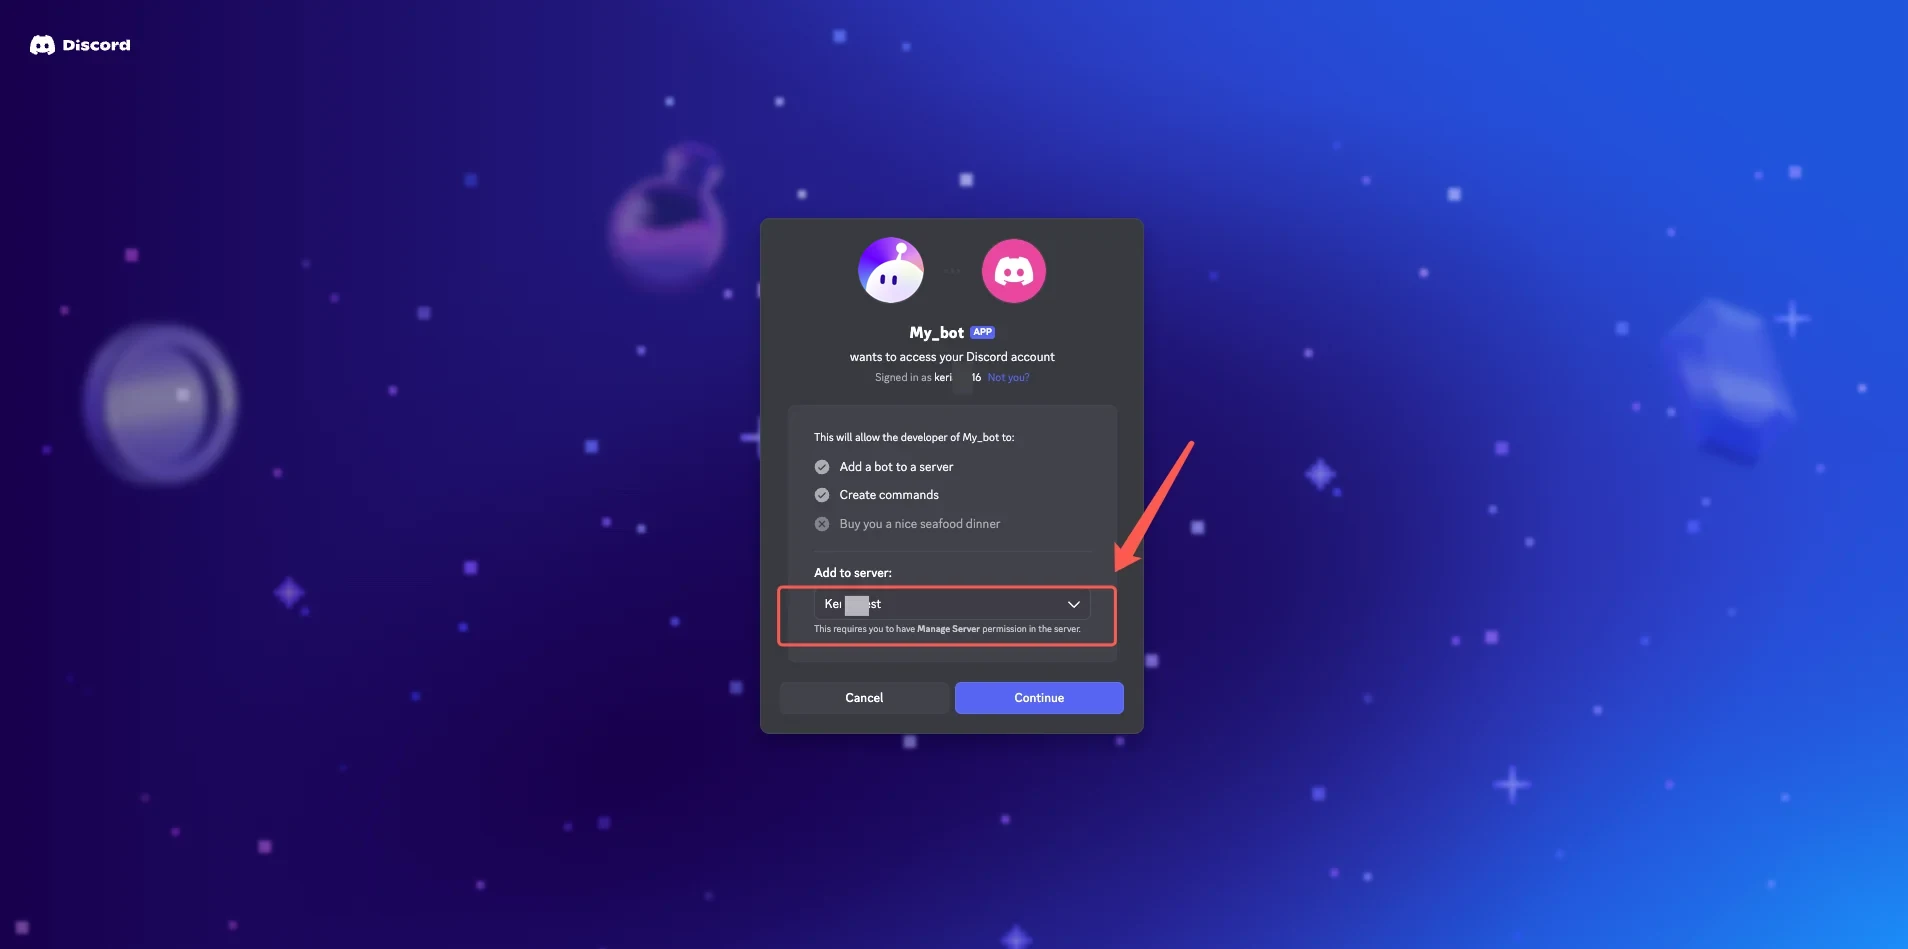 Discord
My_bot APP
wants to access your Discord account
Signed in as keri 16 Not you?
This will allow the developer of My_bot to:
Add a bot to a server
Create commands
Buy you a nice seafood dinner
Add to server:
This requires you to have Manage Server permission in the server.
Cancel Continue